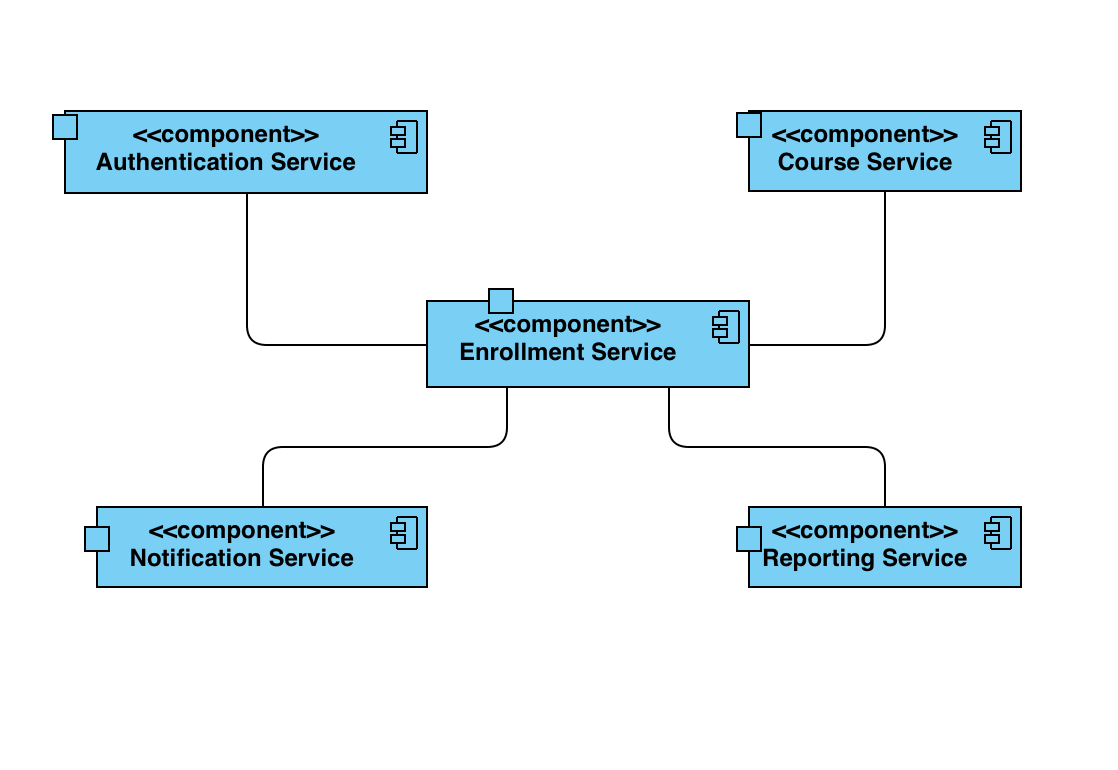 <<component>>
Authentication Service
<<component>>
Course Service
<<component>>
Enrollment Service
<<component>>
Notification Service
<<component>>
Reporting Service